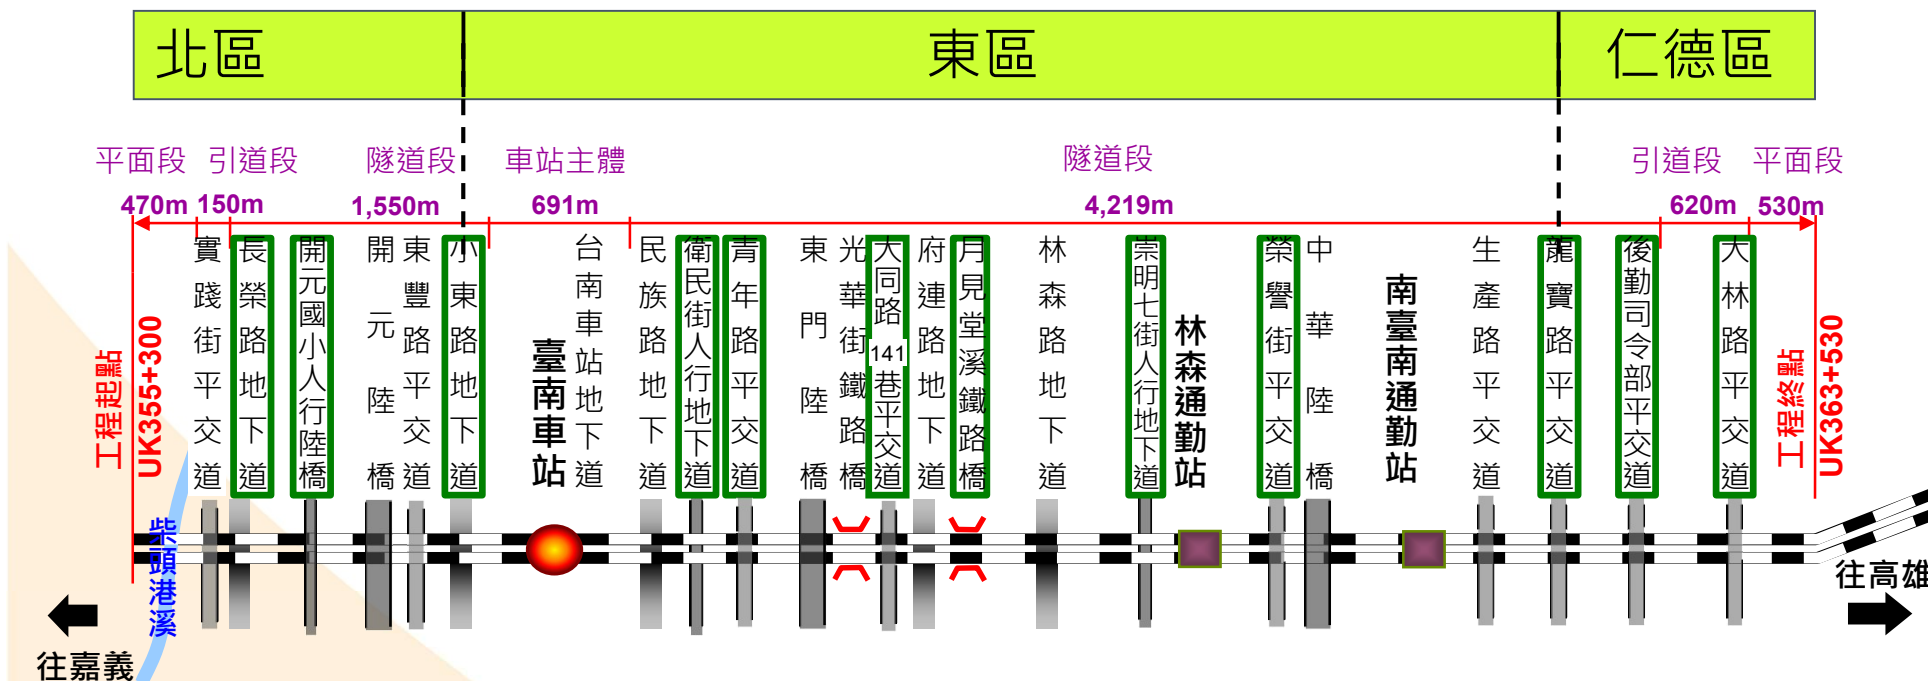 北區
東區
仁德區
平面段
引道段
隧道段
車站主體
隧道段
引道段
平面段
470m
150m
1,550m
691m
4,219m
620m
530m
工程起點
UK355+300
實踐街平交道
長榮路地下道
開元國小人行陸橋
開元陸橋
東豐路平交道
小東路地下道
臺南車站
台南車站地下道
民族路地下道
衛民街人行地下道
青年路平交道
東門陸橋
光華街鐵路橋
大同路141巷平交道
府連路地下道
月見堂溪鐵路橋
林森路地下道
崇明七街人行地下道
林森通勤站
榮譽街平交道
中華陸橋
南臺南通勤站
生產路平交道
龍寶路平交道
後勤司令部平交道
大林路平交道
工程終點
UK363+530
柴頭港溪
往嘉義
往高雄